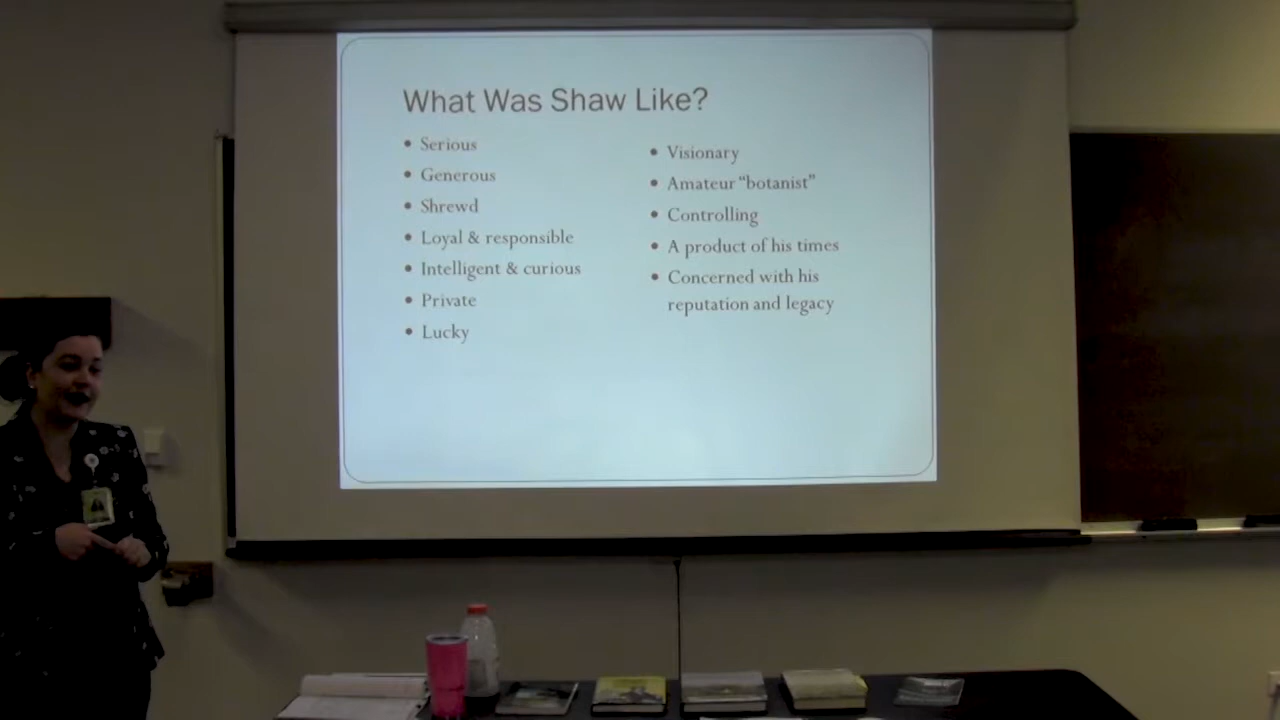 What Was Shaw Like?
• Serious
• Generous
• Shrewd
• Loyal & responsible
• Intelligent & curious
• Private
• Lucky
• Visionary
• Amateur “botanist”
• Controlling
• A product of his times
• Concerned with his
reputation and legacy